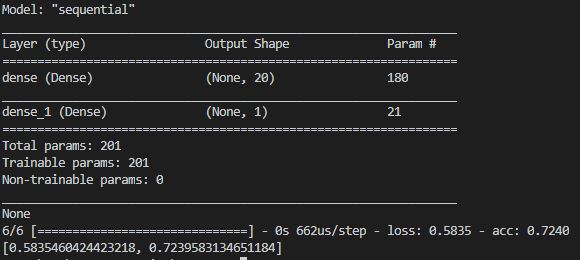 Model: "sequential"
_________________________________________________________________
Layer (type)                 Output Shape              Param #
=================================================================
dense (Dense)                (None, 20)                180
_________________________________________________________________
dense_1 (Dense)              (None, 1)                 21
=================================================================
Total params: 201
Trainable params: 201
Non-trainable params: 0
_________________________________________________________________
None
6/6 [==============================] - 0s 662us/step - loss: 0.5835 - acc: 0.7240
[0.5835460424423218, 0.7239583134651184]